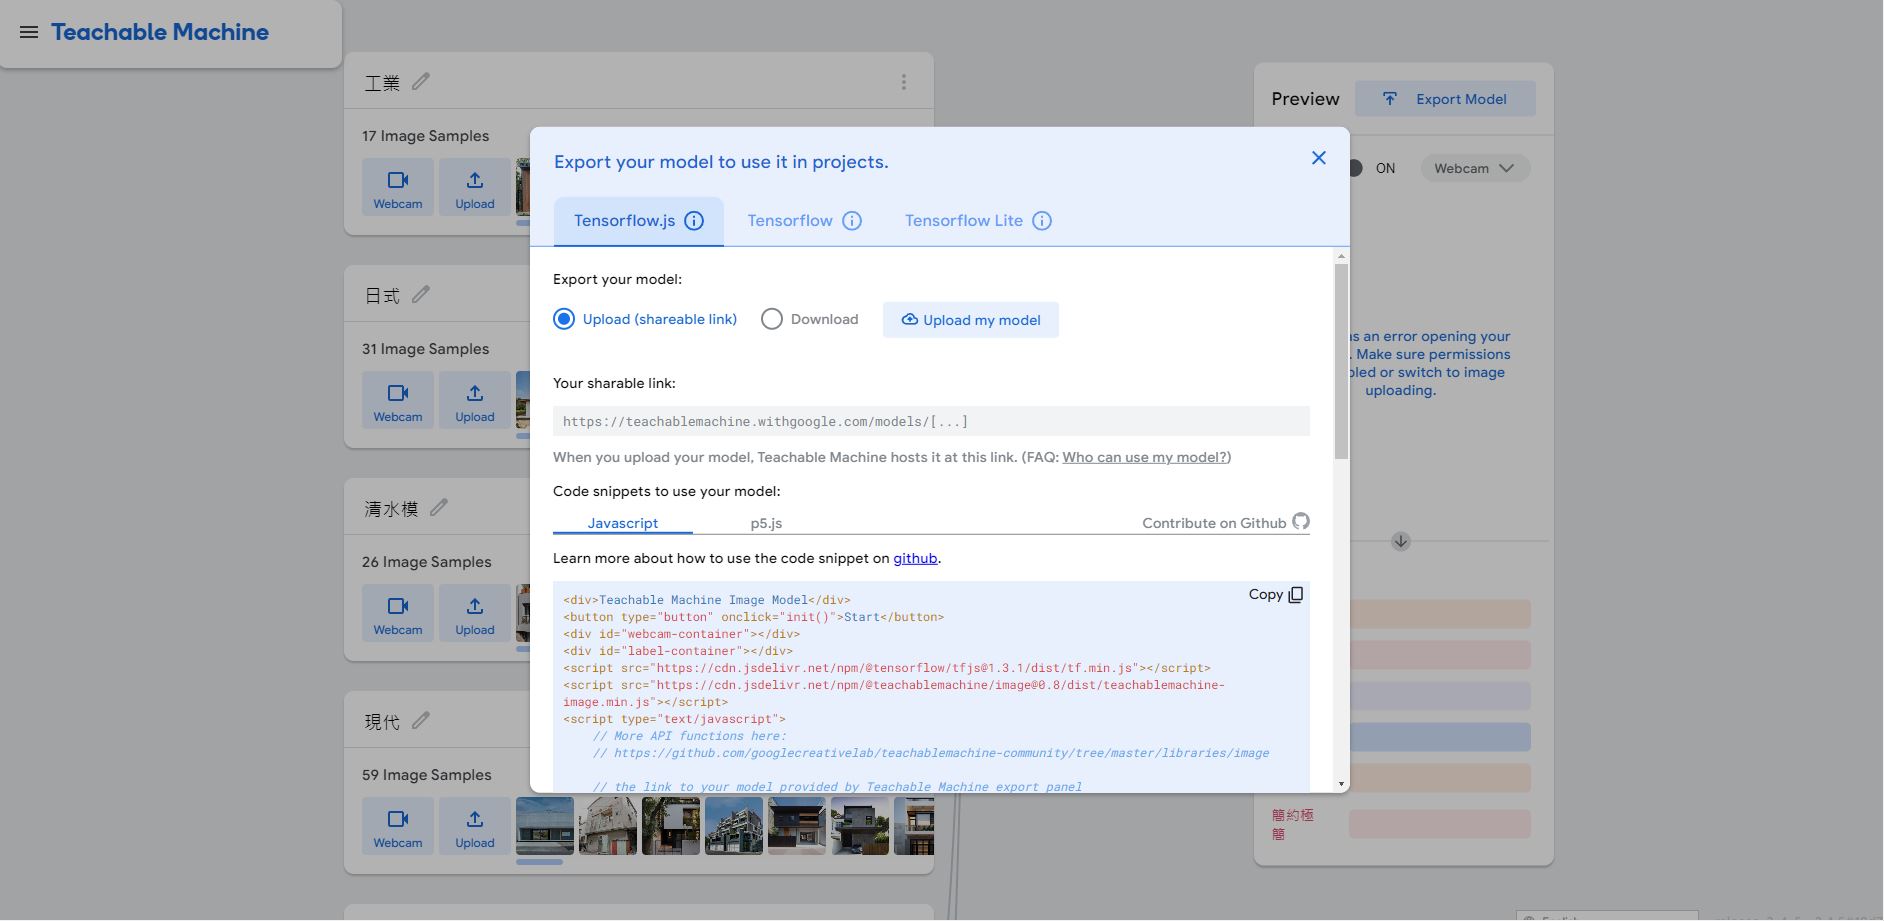 Teachable Machine
工業
17 Image Samples
Webcam
Upload
日式
31 Image Samples
Webcam
Upload
清水模
26 Image Samples
Webcam
Upload
現代
59 Image Samples
Webcam
Upload
Export your model to use it in projects.
Tensorflow.js
Tensorflow
Tensorflow Lite
Export your model:
Upload (shareable link)
Download
Upload my model
Your sharable link:
https://teachablemachine.withgoogle.com/models/[...]
When you upload your model, Teachable Machine hosts it at this link. (FAQ: Who can use my model?)
Code snippets to use your model:
Javascript
p5.js
Contribute on Github
Learn more about how to use the code snippet on github.
Copy
<div>Teachable Machine Image Model</div>
<button type="button" onclick="init()">Start</button>
<div id="webcam-container"></div>
<div id="label-container"></div>
<script src="https://cdn.jsdelivr.net/npm/@tensorflow/tfjs@1.3.1/dist/tf.min.js"></script>
<script src="https://cdn.jsdelivr.net/npm/@teachablemachine/image@0.8/dist/teachablemachine-
image.min.js"></script>
<script type="text/javascript">
// More API functions here:
// https://github.com/googlecreativelab/teachablemachine-community/tree/master/libraries/image
// the link to your model provided by Teachable Machine export panel
Preview
Export Model
ON
Webcam
an error opening your
. Make sure permissions
or switch to image
uploading.
簡約極
簡